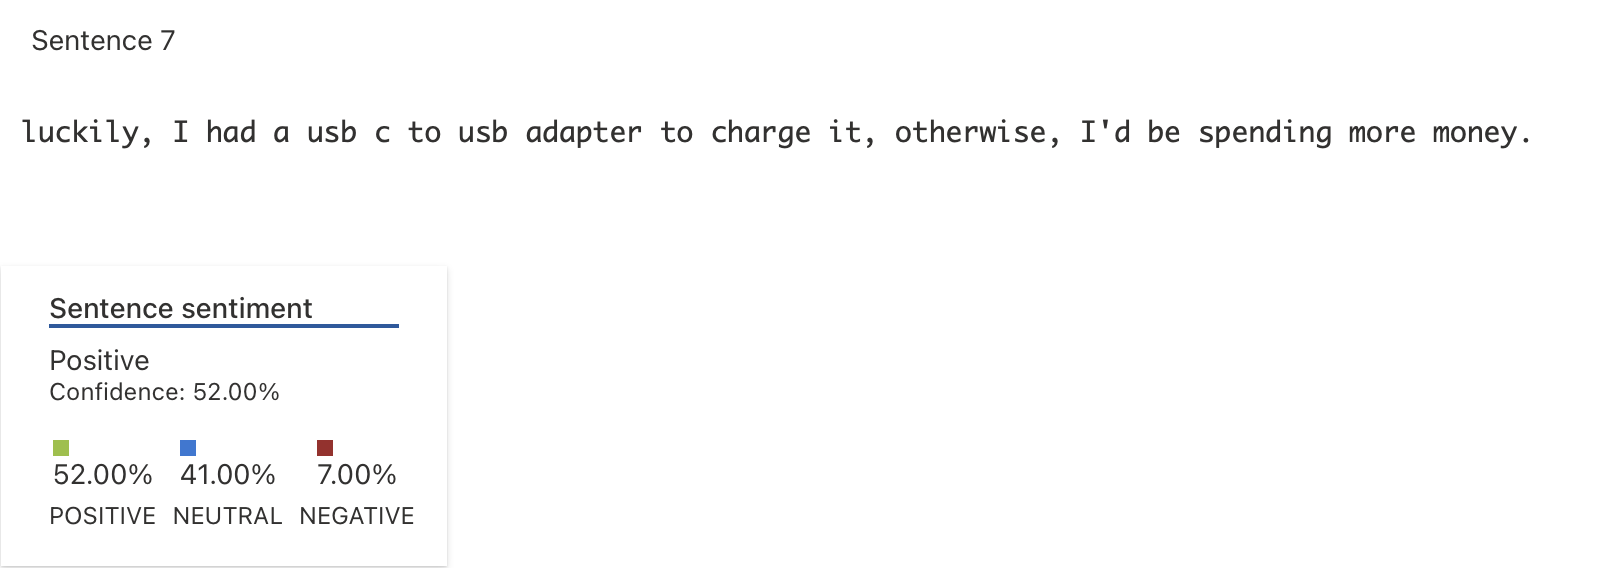 Sentence 7
luckily, I had a usb c to usb adapter to charge it, otherwise, I'd be spending more money.
Sentence sentiment
Positive
Confidence: 52.00%
52.00% 41.00% 7.00%
POSITIVE NEUTRAL NEGATIVE